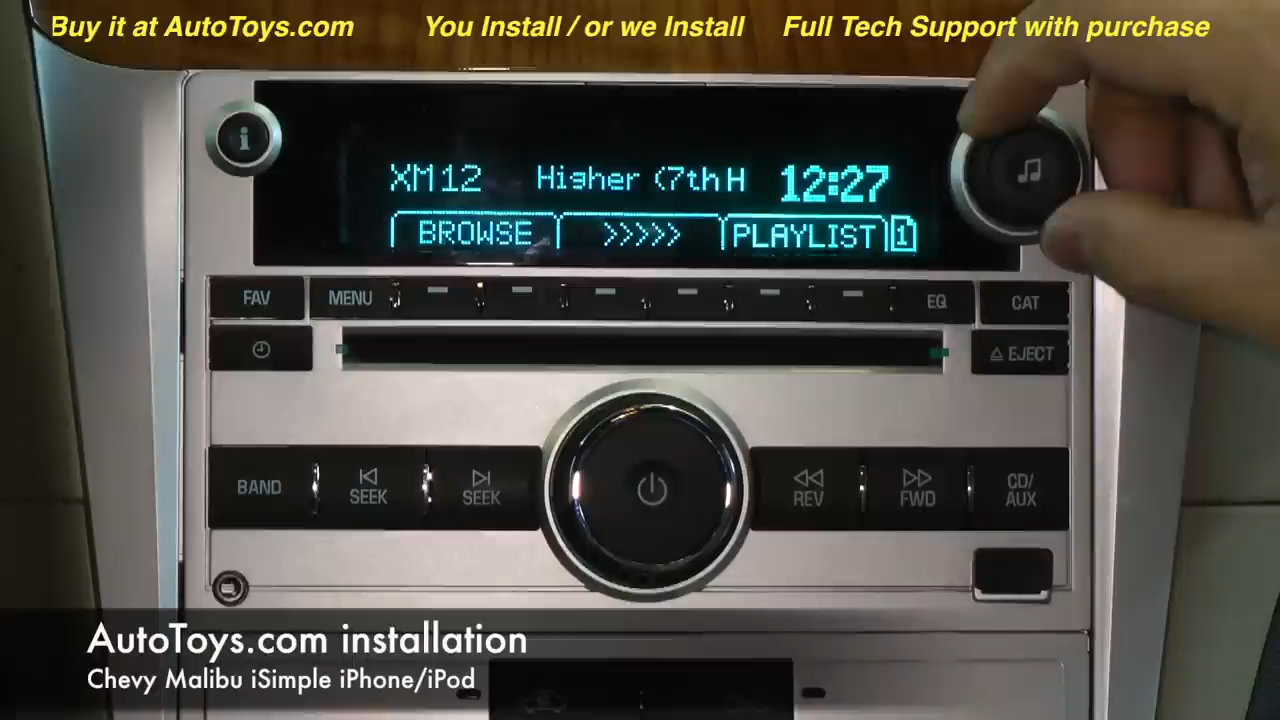 Buy it at AutoToys.com You Install / or we Install Full Tech Support with purchase
i
XM12 Higher (7th H 12:27
BROWSE >>>>> PLAYLIST 1
FAV MENU EQ CAT
EJECT
BAND SEEK SEEK REV FWD CD/AUX
AutoToys.com installation
Chevy Malibu iSimple iPhone/iPod